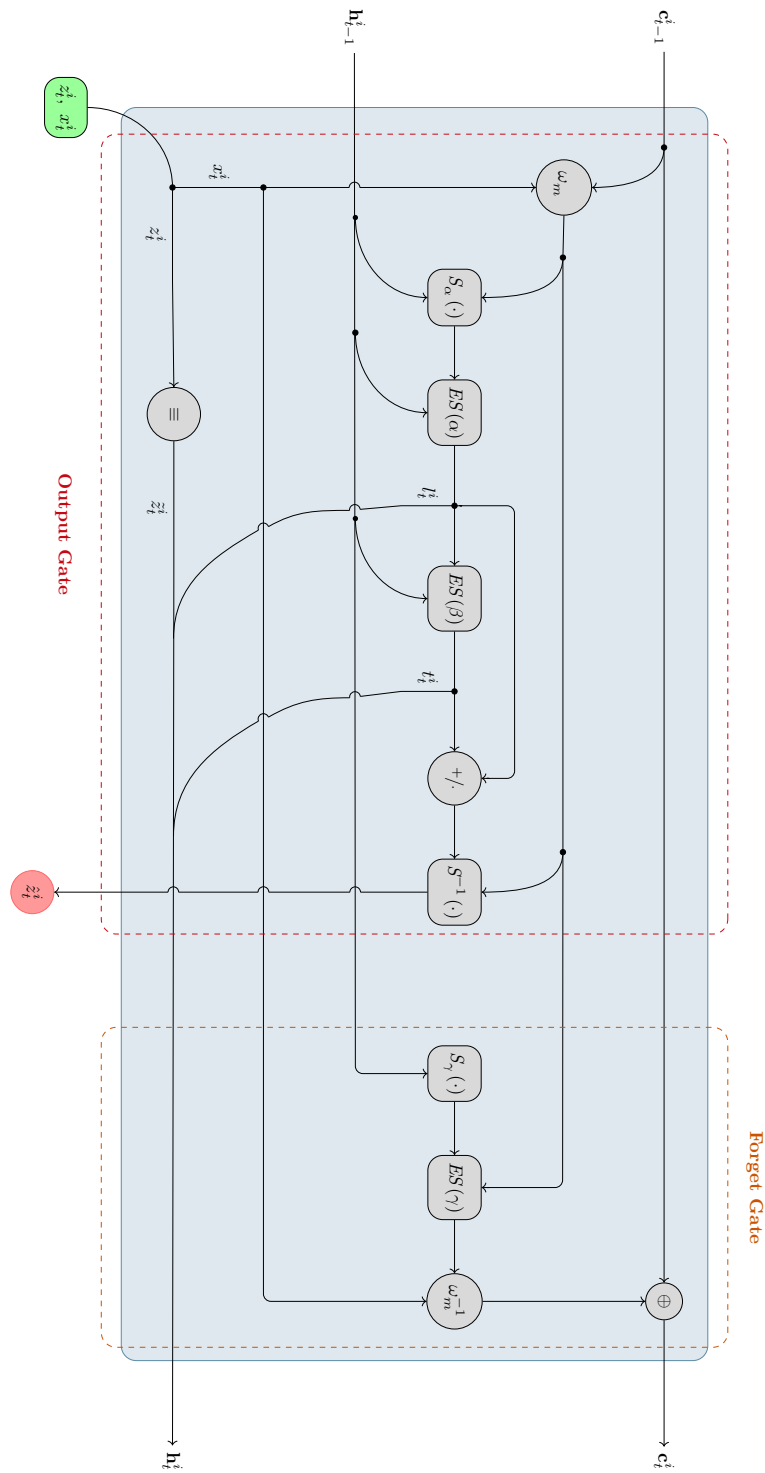 c^i_{t-1}
h^i_{t-1}
z^i_t, x^i_t
ω_m
x^i_t
z^i_t
S_α(·)
ES(α)
≡
l^i_t
z^i_t
Output Gate
ES(β)
t^i_t
+/·
S^{-1}(·)
z^i_t
S_γ(·)
Forget Gate
ES(γ)
ω_m^{-1}
⊕
c^i_t
h^i_t